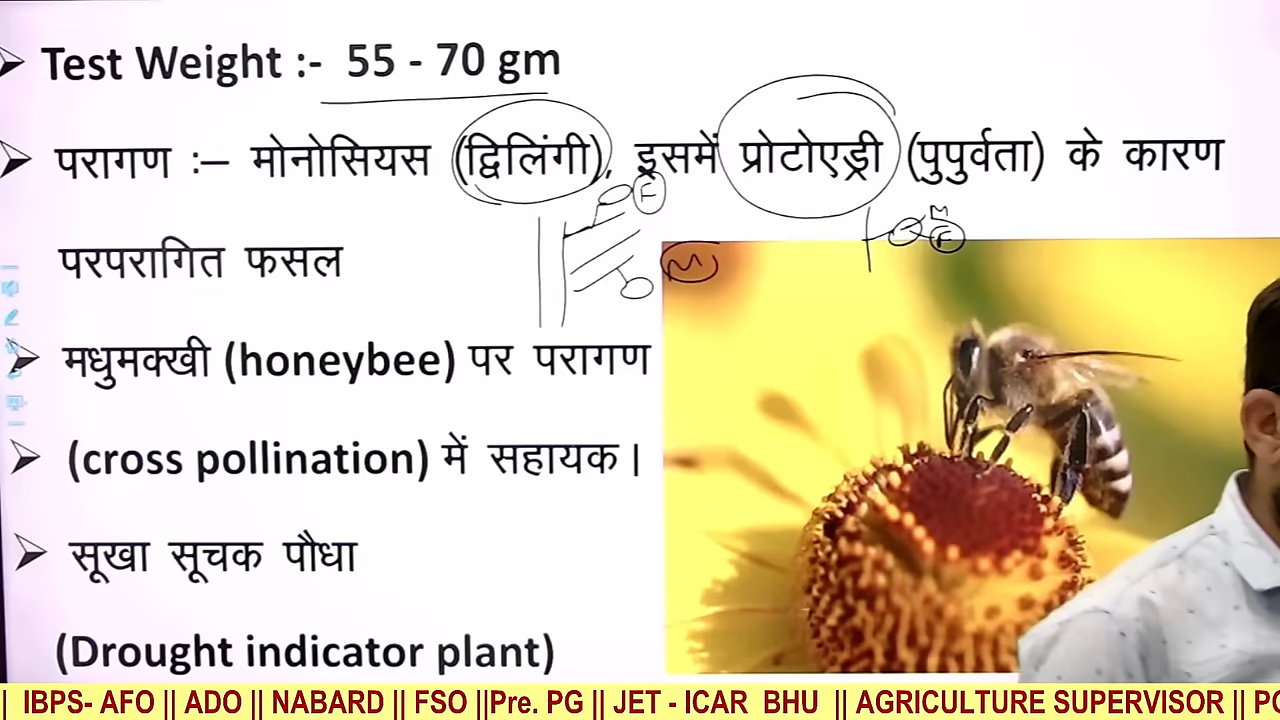 Test Weight :- 55 - 70 gm
परागण :– मोनोसियस (द्विलिंगी), इसमें प्रोटोएड्री (पुपुर्वता) के कारण
F
M
F
परपरागित फसल
M
मधुमक्खी (honeybee) पर परागण
(cross pollination) में सहायक।
सूखा सूचक पौधा
(Drought indicator plant)
| IBPS- AFO || ADO || NABARD || FSO ||Pre. PG || JET - ICAR BHU || AGRICULTURE SUPERVISOR || PG